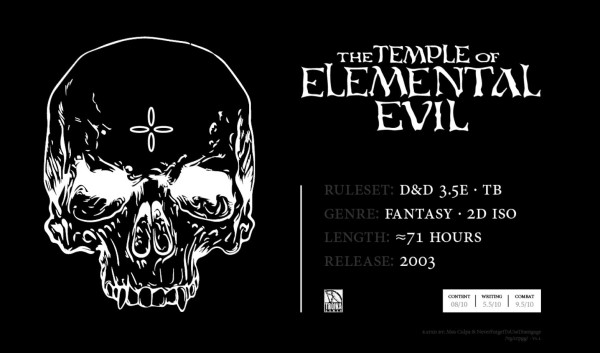 THE TEMPLE OF
ELEMENTAL
EVIL
RULESET: D&D 3.5E · TB
GENRE: FANTASY · 2D ISO
LENGTH: ≈71 HOURS
RELEASE: 2003
CONTENT WRITING COMBAT
08/10 5.5/10 9.5/10